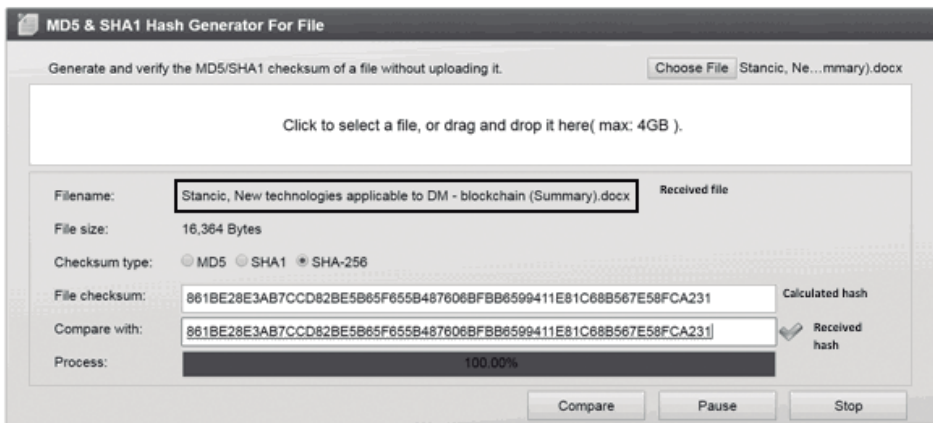 MD5 & SHA1 Hash Generator For File
Generate and verify the MD5/SHA1 checksum of a file without uploading it. Choose File Stancic, Ne...mmary).docx
Click to select a file, or drag and drop it here( max: 4GB ).
Filename: Stancic, New technologies applicable to DM - blockchain (Summary).docx Received file
File size: 16,364 Bytes
Checksum type: MD5 SHA1 SHA-256
File checksum: 861BE28E3AB7CCD82BE5B65F655B487606BFBB6599411E81C68B567E58FCA231 Calculated hash
Compare with: 861BE28E3AB7CCD82BE5B65F655B487606BFBB6599411E81C68B567E58FCA231 Received
hash
Process: 100.00%
Compare Pause Stop